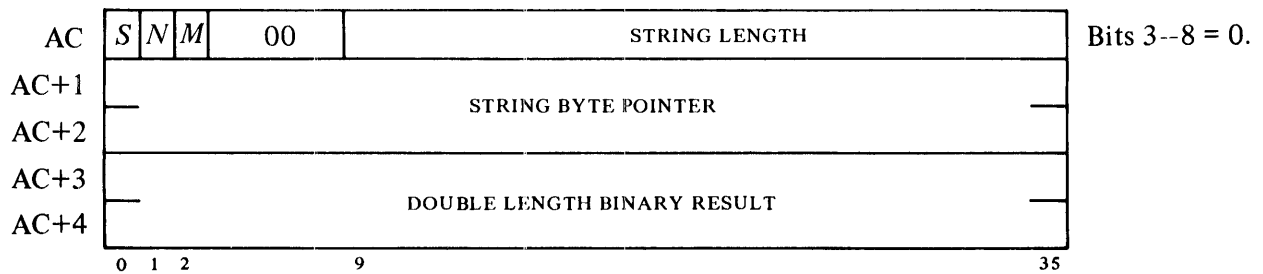 AC S N M 00 STRING LENGTH Bits 3--8 = 0.
AC+1
STRING BYTE POINTER
AC+2
AC+3
DOUBLE LENGTH BINARY RESULT
AC+4
0 1 2 9 35